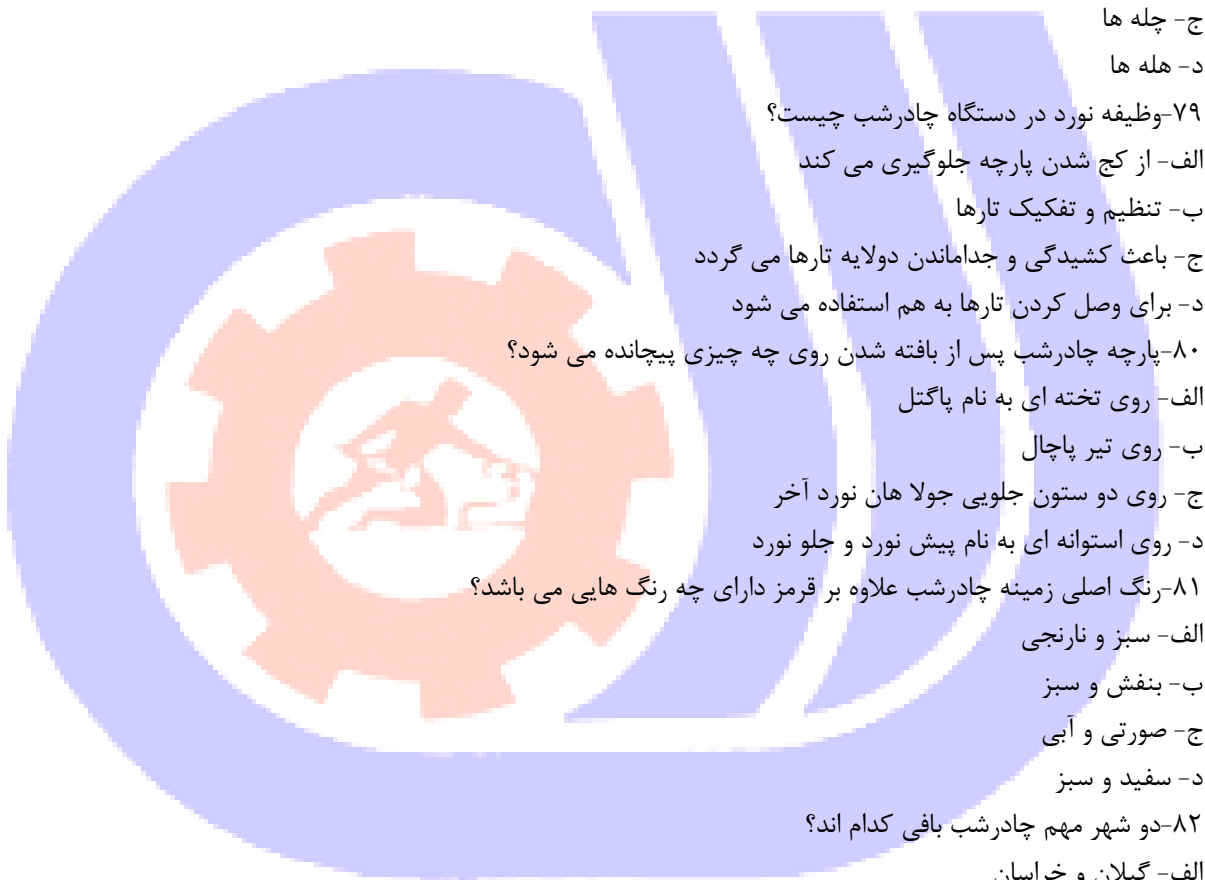 ج- چله ها
د- هله ها
۷۹-وظیفه نورد در دستگاه چادرشب چیست؟
الف- از کج شدن پارچه جلوگیری می کند
ب- تنظیم و تفکیک تارها
ج- باعث کشیدگی و جداماندن دولایه تارها می گردد
د- برای وصل کردن تارها به هم استفاده می شود
۸۰-پارچه چادرشب پس از بافته شدن روی چه چیزی پیچانده می شود؟
الف- روی تخته ای به نام پاگتل
ب- روی تیر پاچال
ج- روی دو ستون جلویی جولا هان نورد آخر
د- روی استوانه ای به نام پیش نورد و جلو نورد
۸۱-رنگ اصلی زمینه چادرشب علاوه بر قرمز دارای چه رنگ هایی می باشد؟
الف- سبز و نارنجی
ب- بنفش و سبز
ج- صورتی و آبی
د- سفید و سبز
۸۲-دو شهر مهم چادرشب بافی کدام اند؟
الف- گیلان و خراسان